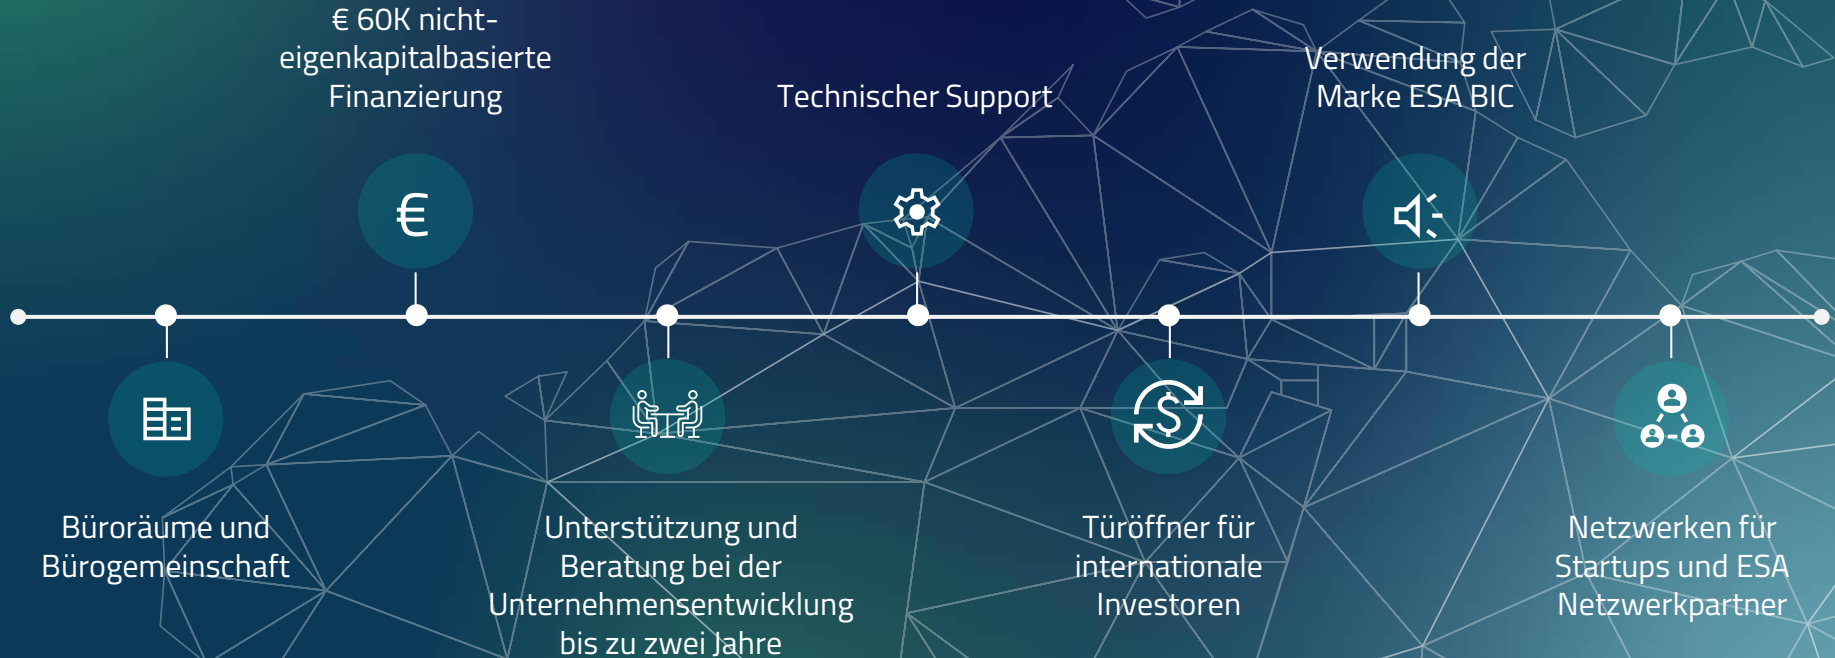 € 60K nicht-
eigenkapitalbasierte
Finanzierung
Technischer Support
Verwendung der
Marke ESA BIC
€
$
Büroräume und
Bürogemeinschaft
Unterstützung und
Beratung bei der
Unternehmensentwicklung
bis zu zwei Jahre
Türöffner für
internationale
Investoren
Netzwerken für
Startups und ESA
Netzwerkpartner